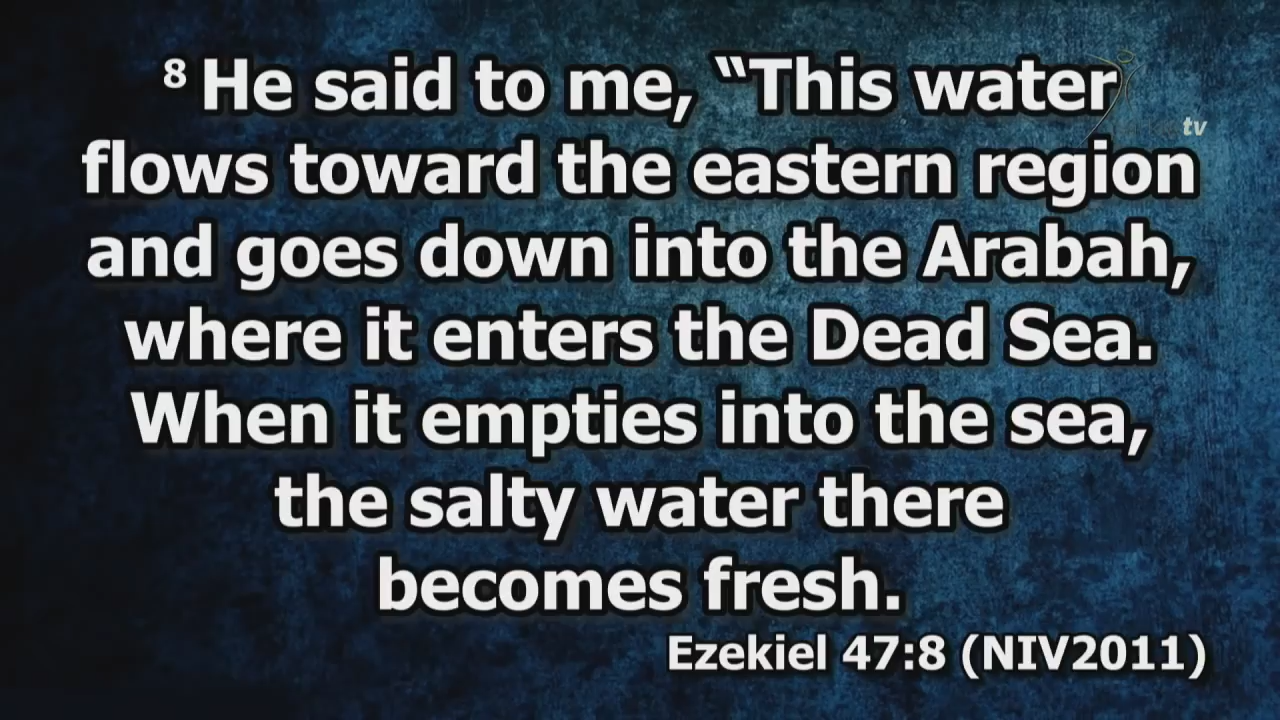 8 He said to me, “This water
tv
flows toward the eastern region
and goes down into the Arabah,
where it enters the Dead Sea.
When it empties into the sea,
the salty water there
becomes fresh.
Ezekiel 47:8 (NIV2011)